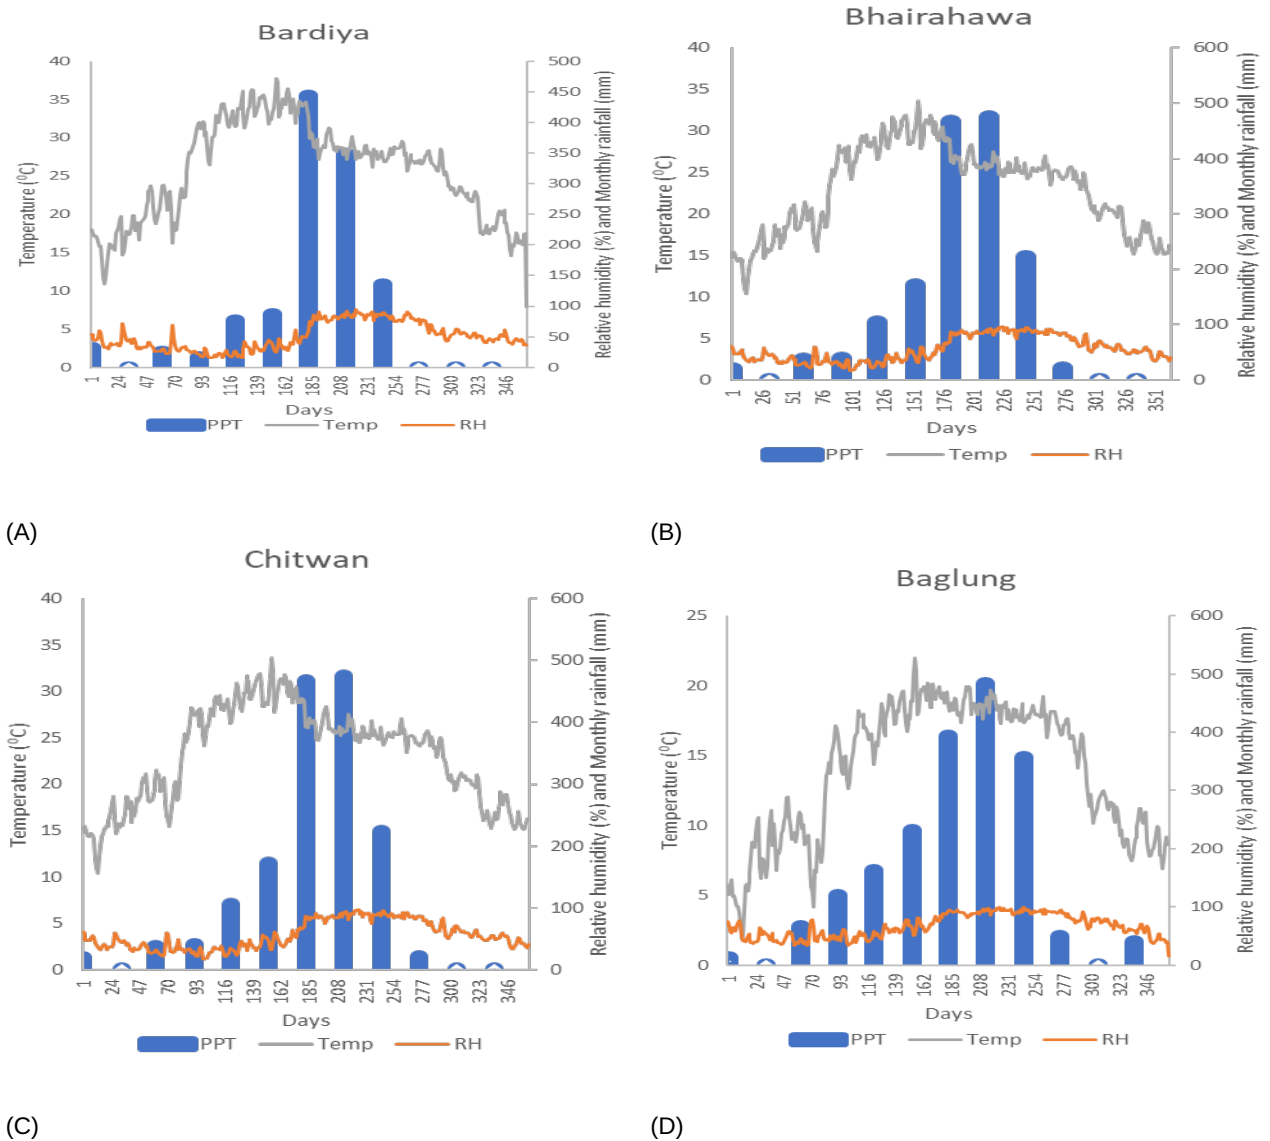 Bardiya
40
35
30
25
20
15
10
5
0
500
450
400
350
300
250
200
150
100
50
0
Temperature (⁰C)
Relative humidity (%) and Monthly rainfall (mm)
1 24 47 70 93 116 139 162 185 208 231 254 277 300 323 346
Days
PPT Temp RH
(A)
Bhairahawa
40
35
30
25
20
15
10
5
0
600
500
400
300
200
100
0
Temperature (⁰C)
Relative humidity (%) and Monthly rainfall (mm)
1 26 51 76 101 126 151 176 201 226 251 276 301 326 351
Days
PPT Temp RH
(B)
Chitwan
40
35
30
25
20
15
10
5
0
600
500
400
300
200
100
0
Temperature (⁰C)
Relative humidity (%) and Monthly rainfall (mm)
1 24 47 70 93 116 139 162 185 208 231 254 277 300 323 346
Days
PPT Temp RH
(C)
Baglung
25
20
15
10
5
0
600
500
400
300
200
100
0
Temperature (⁰C)
Relative humidity (%) and Monthly rainfall (mm)
1 24 47 70 93 116 139 162 185 208 231 254 277 300 323 346
Days
PPT Temp RH
(D)